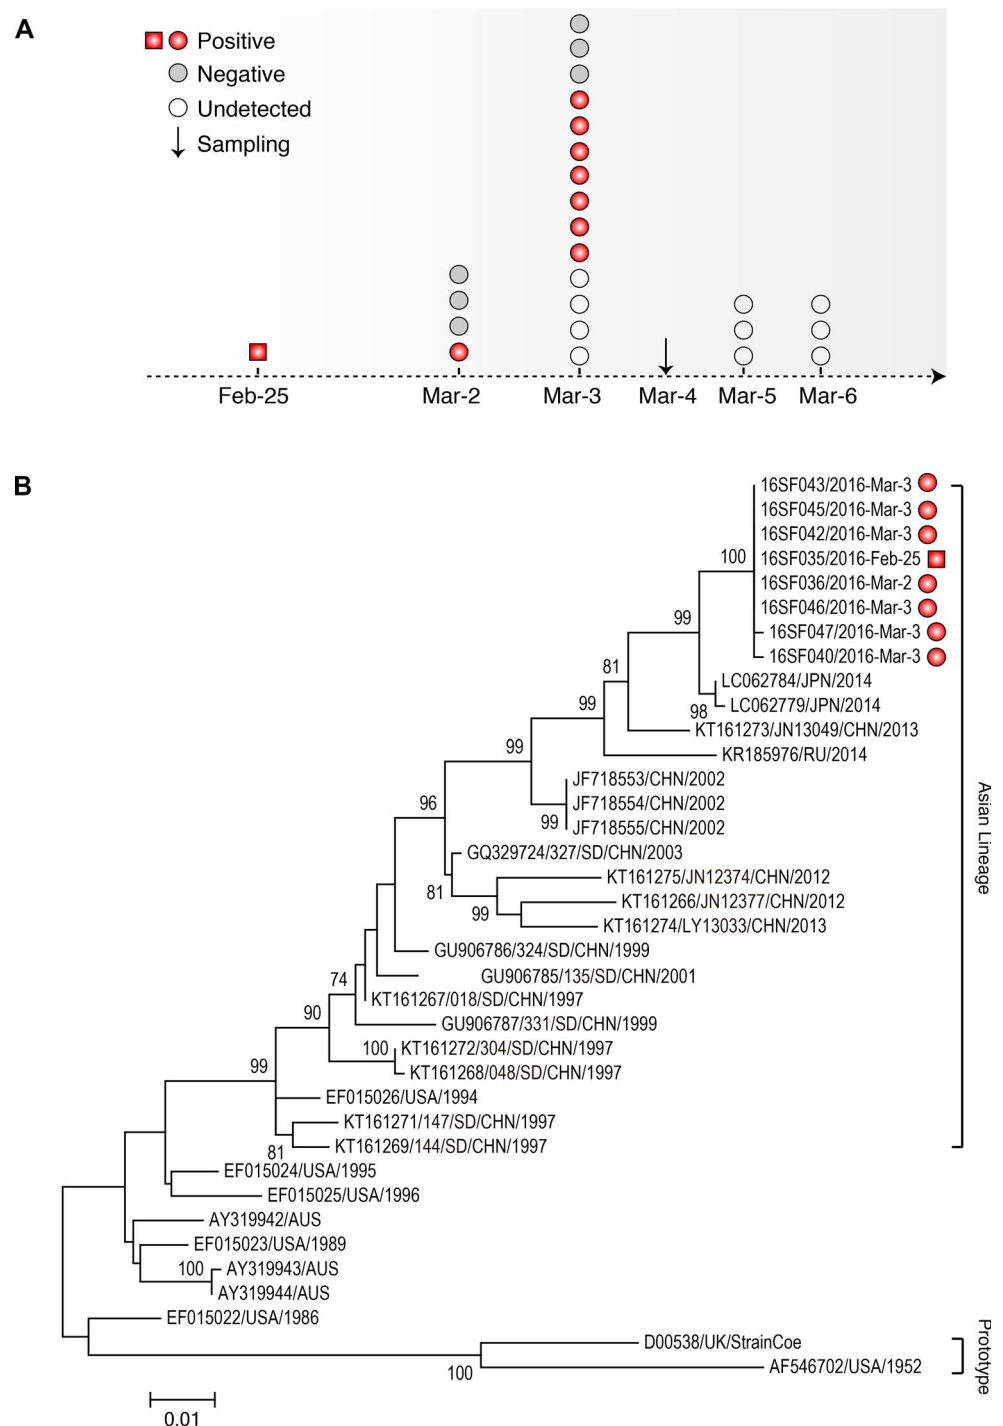 A
Positive
Negative
Undetected
Sampling
Feb-25 Mar-2 Mar-3 Mar-4 Mar-5 Mar-6
B
16SF043/2016-Mar-3
16SF045/2016-Mar-3
16SF042/2016-Mar-3
100 16SF035/2016-Feb-25
16SF036/2016-Mar-2
16SF046/2016-Mar-3
99 16SF047/2016-Mar-3
16SF040/2016-Mar-3
81 LC062784/JPN/2014
98 LC062779/JPN/2014
99 KT161273/JN13049/CHN/2013
KR185976/RU/2014
99 JF718553/CHN/2002
96 JF718554/CHN/2002
99 JF718555/CHN/2002
GQ329724/327/SD/CHN/2003
81 KT161275/JN12374/CHN/2012
99 KT161266/JN12377/CHN/2012
KT161274/LY13033/CHN/2013
GU906786/324/SD/CHN/1999
74 GU906785/135/SD/CHN/2001
KT161267/018/SD/CHN/1997
90 GU906787/331/SD/CHN/1999
100 KT161272/304/SD/CHN/1997
99 KT161268/048/SD/CHN/1997
EF015026/USA/1994
KT161271/147/SD/CHN/1997
81 KT161269/144/SD/CHN/1997
Asian Lineage
EF015024/USA/1995
EF015025/USA/1996
AY319942/AUS
EF015023/USA/1989
100 AY319943/AUS
AY319944/AUS
EF015022/USA/1986
D00538/UK/StrainCoe
100 AF546702/USA/1952
Prototype
0.01